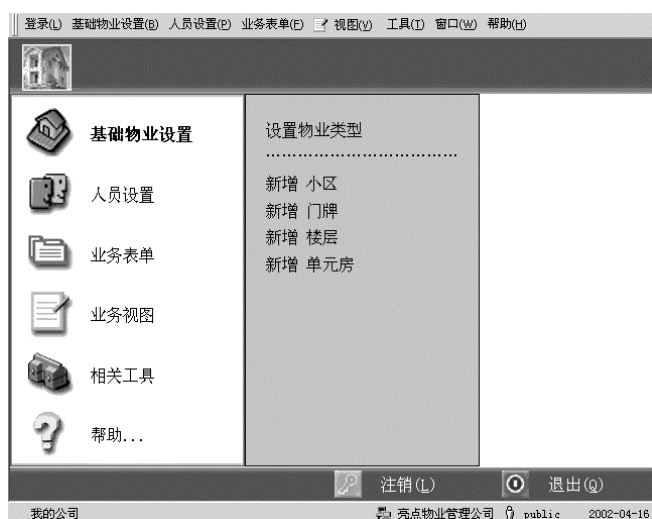 登录(L) 基础物业设置(B) 人员设置(P) 业务表单(F) 视图(V) 工具(T) 窗口(W) 帮助(H)
基础物业设置
人员设置
业务表单
业务视图
相关工具
帮助...
设置物业类型
新增 小区
新增 门牌
新增 楼层
新增 单元房
注销(L) 退出(Q)
我的公司 亮点物业管理公司 public 2002-04-16